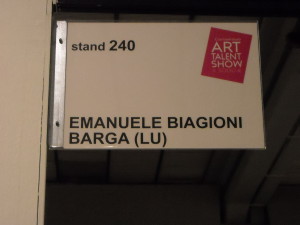 stand 240
ART
TALENT
SHOW
EMANUELE BIAGIONI
BARGA (LU)